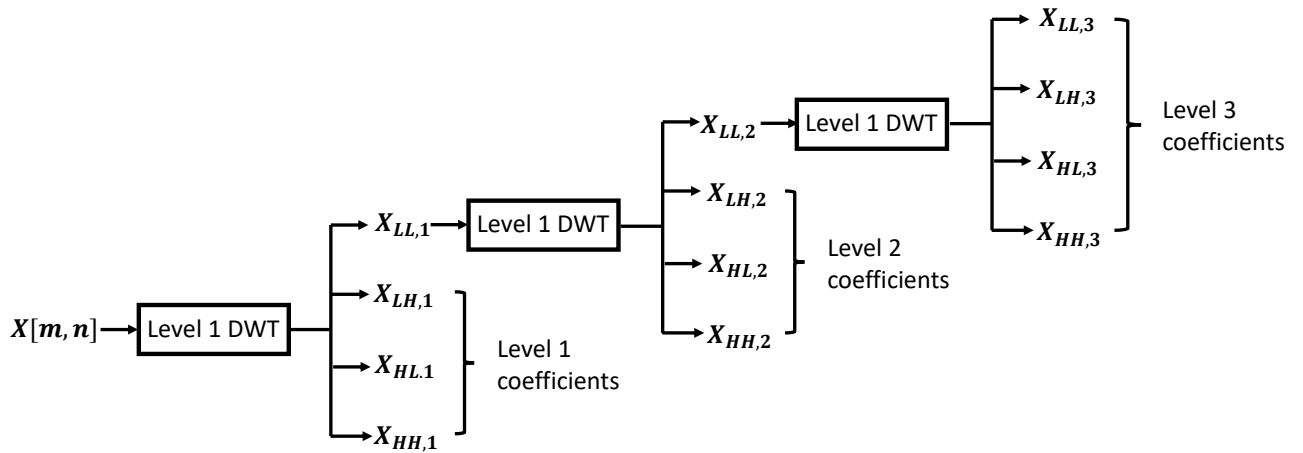 X[m, n]
Level 1 DWT
X_{LL,1}
X_{LH,1}
X_{HL.1}
X_{HH,1}
Level 1
coefficients
Level 1 DWT
X_{LL,2}
X_{LH,2}
X_{HL,2}
X_{HH,2}
Level 2
coefficients
Level 1 DWT
X_{LL,3}
X_{LH,3}
X_{HL,3}
X_{HH,3}
Level 3
coefficients